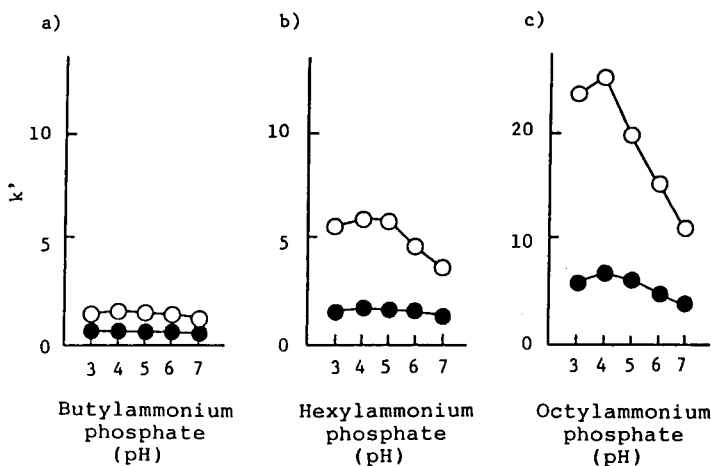 a)
10
5
0
k'
3 4 5 6 7
Butylammonium
phosphate
(pH)
b)
10
5
0
3 4 5 6 7
Hexylammonium
phosphate
(pH)
c)
20
10
0
3 4 5 6 7
Octylammonium
phosphate
(pH)